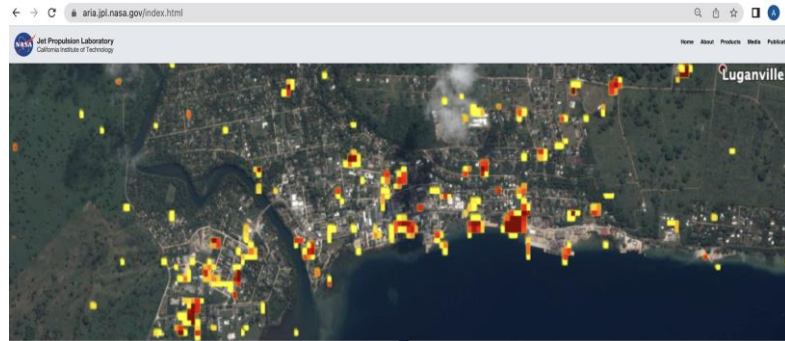 aria.jpl.nasa.gov/index.html
A
NASA
Jet Propulsion Laboratory
California Institute of Technology
Home About Products Media Publicat
Luganville